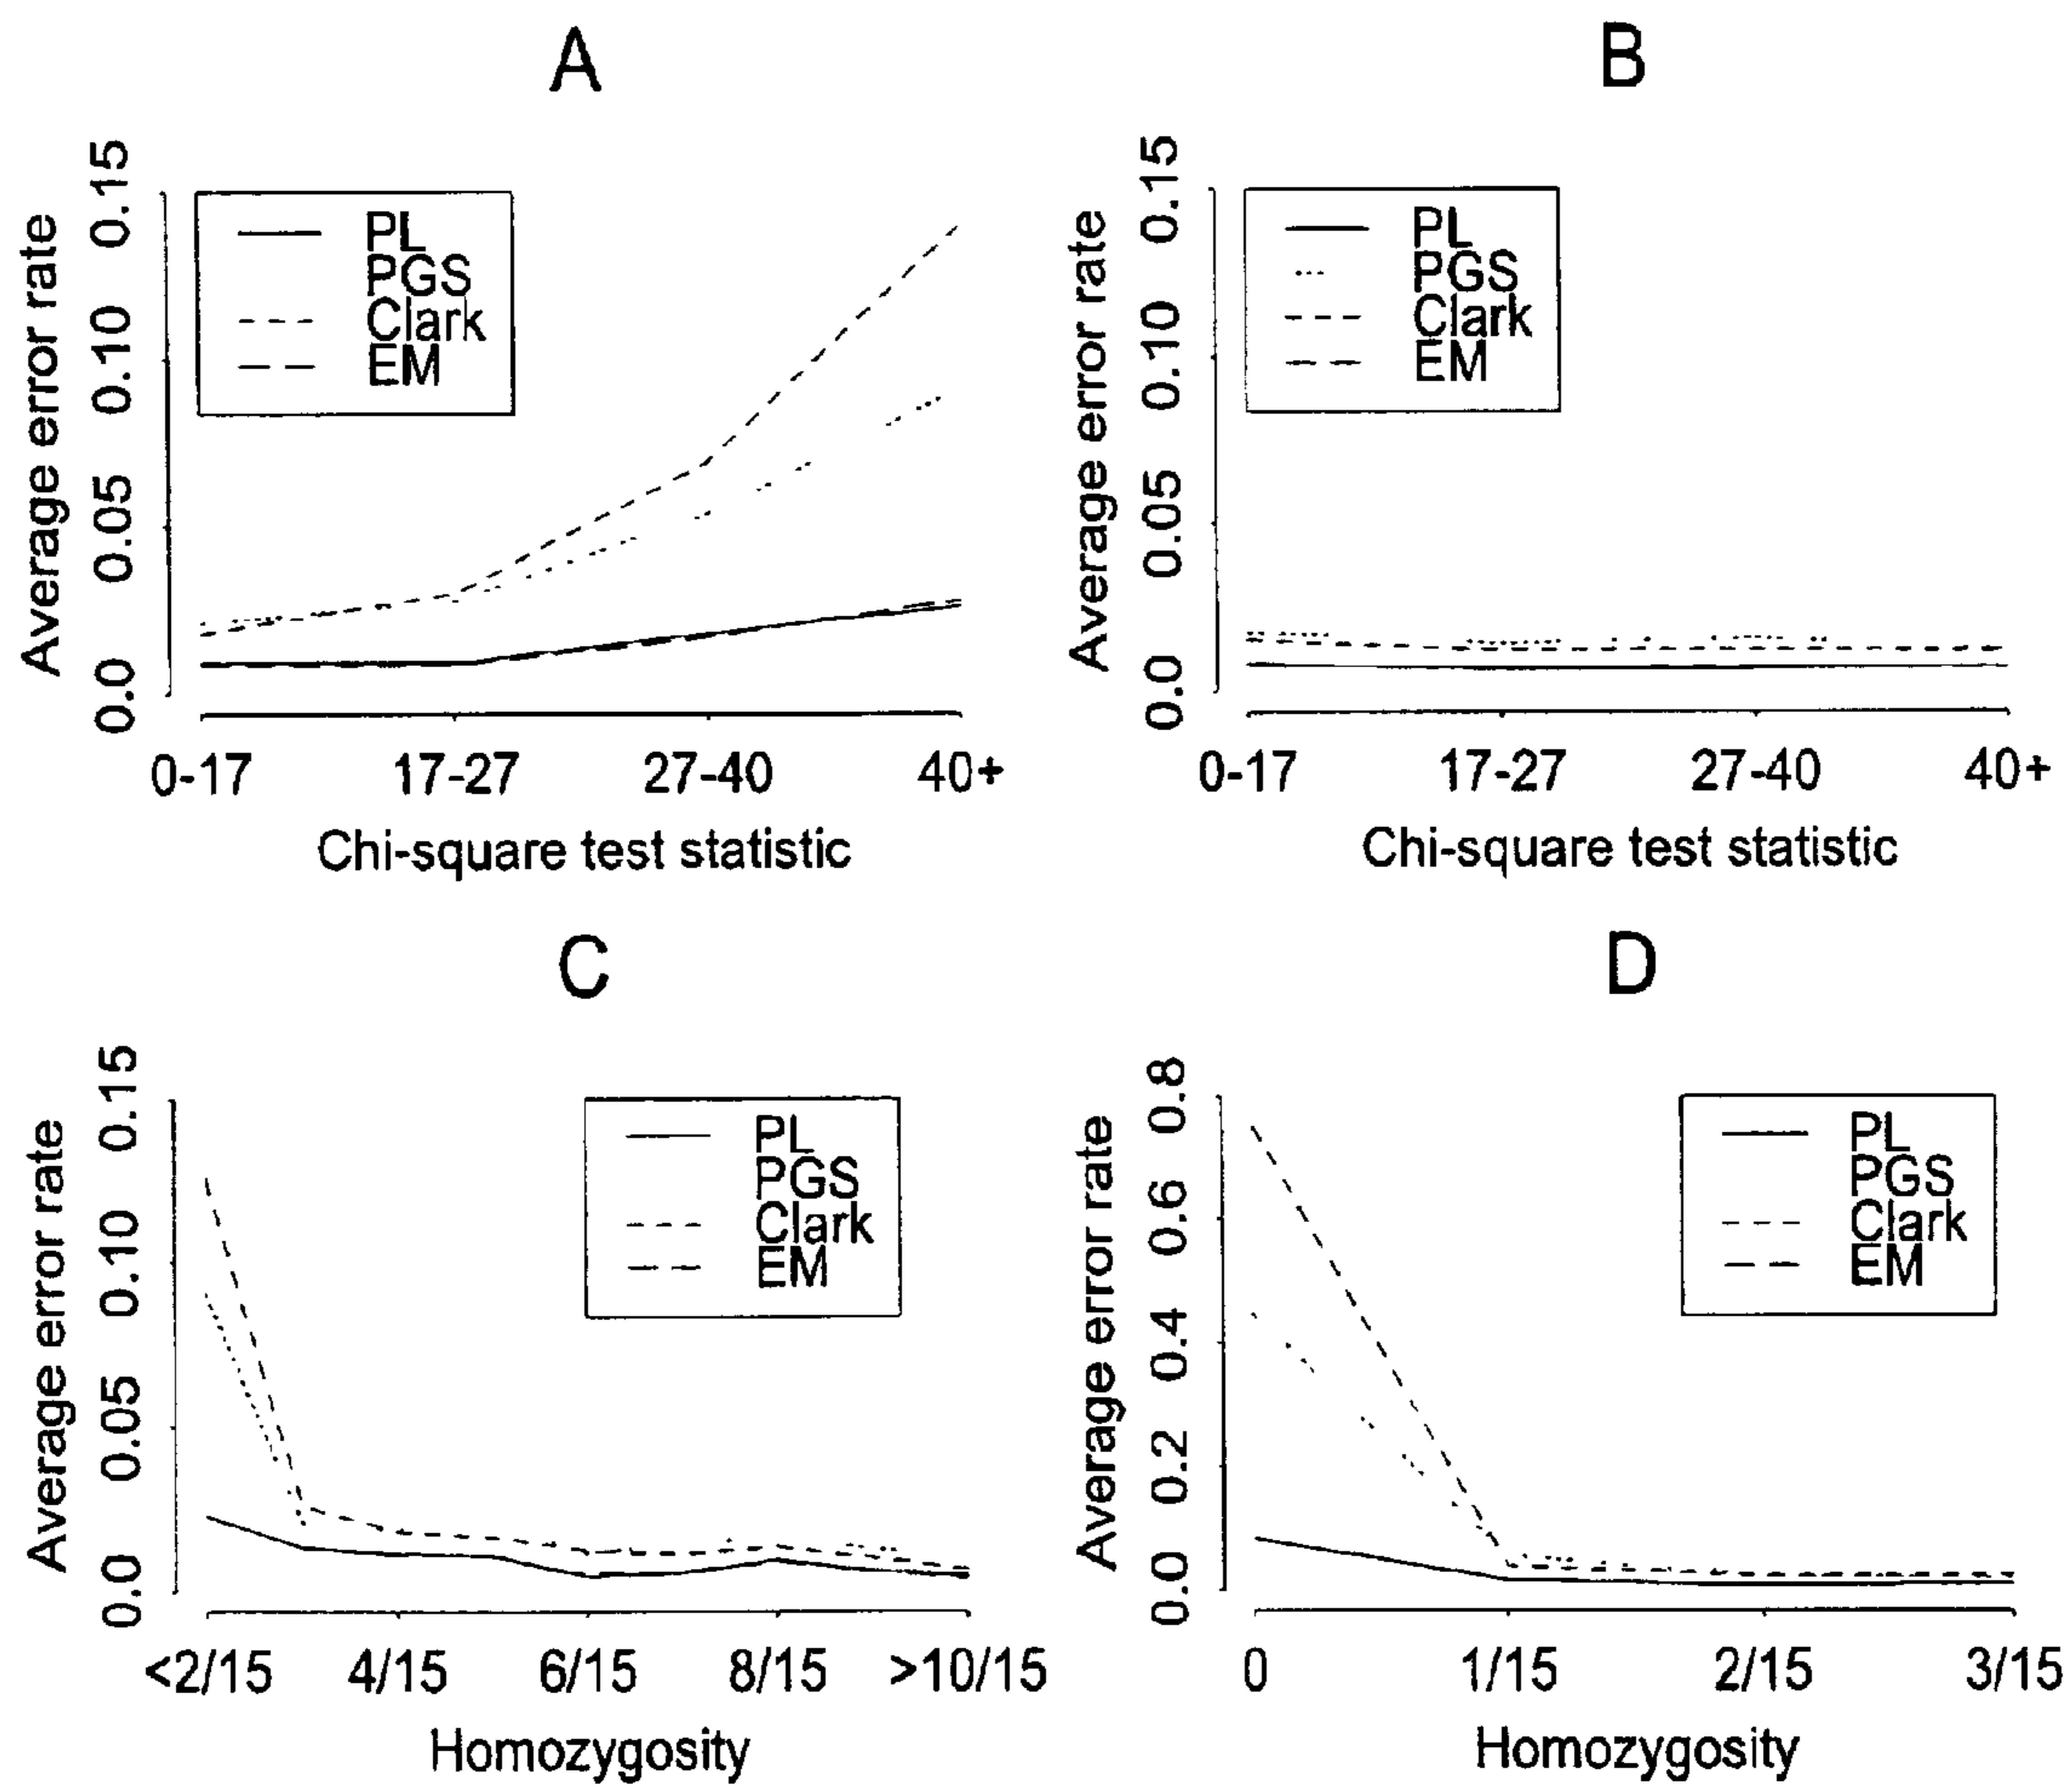 A
Average error rate
0.15
0.10
0.05
0.0
PL
PGS
Clark
EM
0-17 17-27 27-40 40+
Chi-square test statistic
B
Average error rate
0.15
0.10
0.05
0.0
PL
PGS
Clark
EM
0-17 17-27 27-40 40+
Chi-square test statistic
C
Average error rate
0.15
0.10
0.05
0.0
PL
PGS
Clark
EM
<2/15 4/15 6/15 8/15 >10/15
Homozygosity
D
Average error rate
0.8
0.6
0.4
0.2
0.0
PL
PGS
Clark
EM
0 1/15 2/15 3/15
Homozygosity